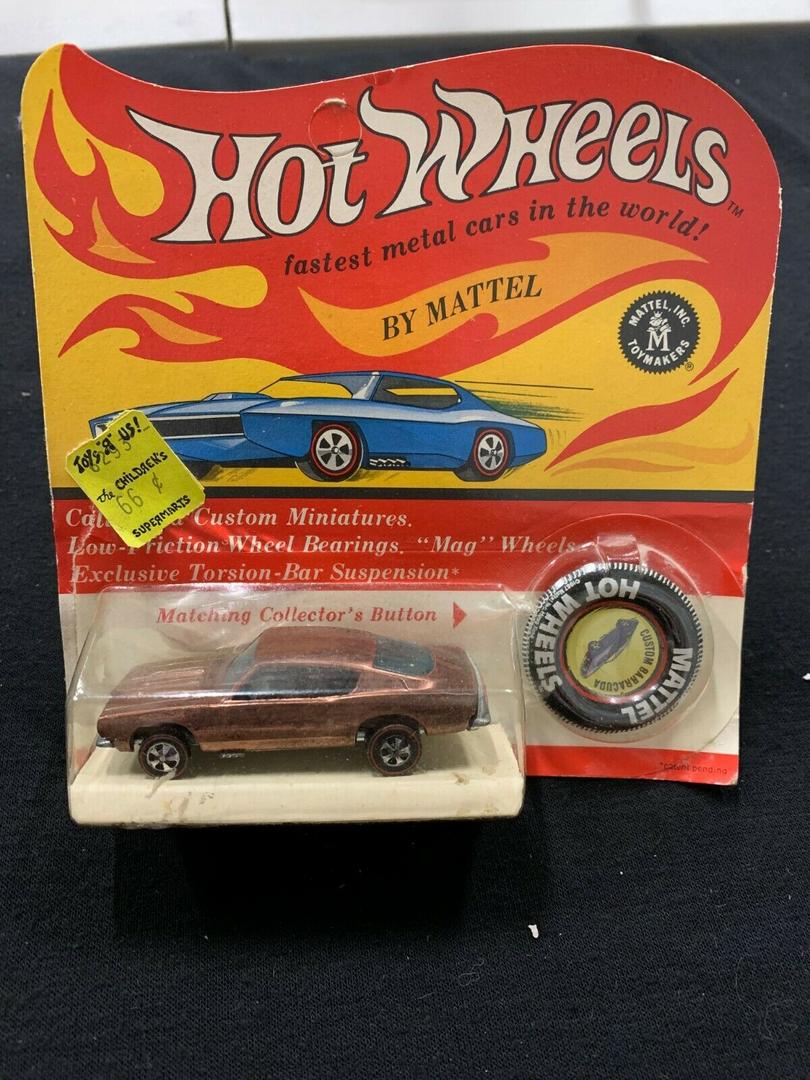 HOT WHEELS™
fastest metal cars in the world!
BY MATTEL
MATTEL, INC.
M
TOYMAKERS
®
TOYS "R" US!
the CHILDREN'S
66 ¢
SUPERMARTS
Custom Miniatures.
Low-Friction Wheel Bearings. "Mag" Wheels
Exclusive Torsion-Bar Suspension*
Matching Collector's Button
HOT WHEELS
MATTEL
CUSTOM BARRACUDA
*patent pending